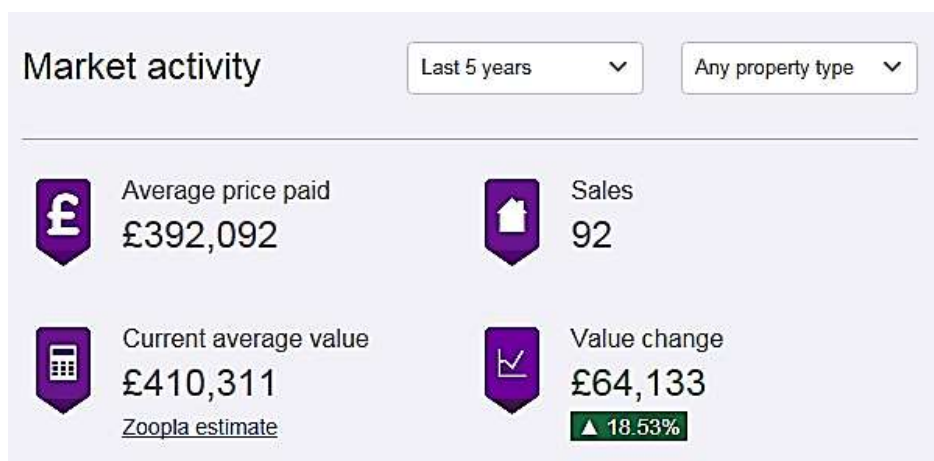 Market activity
Last 5 years
Any property type
£
Average price paid
£392,092
Sales
92
Current average value
£410,311
Zoopla estimate
Value change
£64,133
▲ 18.53%